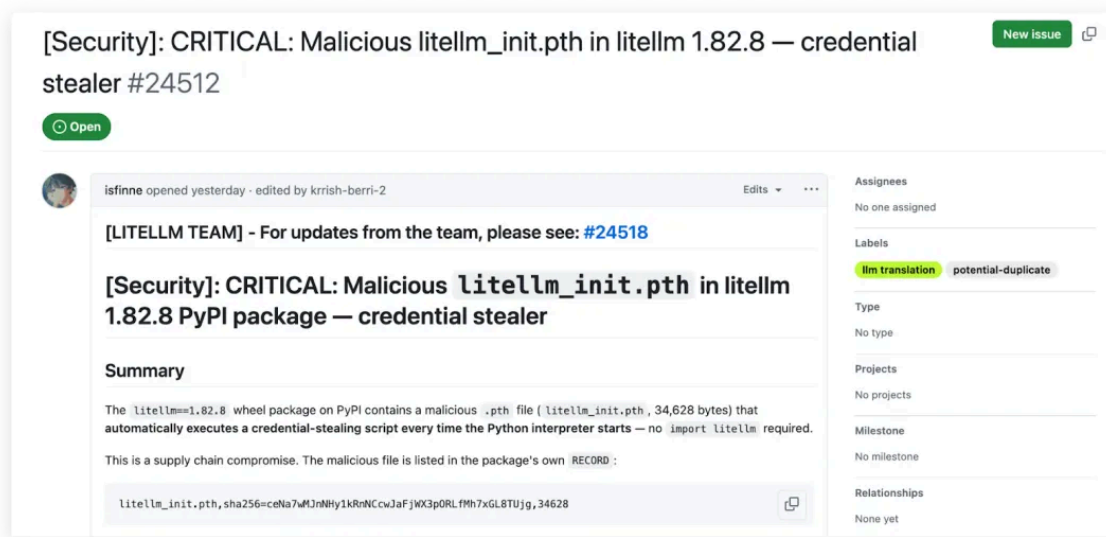 [Security]: CRITICAL: Malicious litellm_init.pth in litellm 1.82.8 — credential
stealer #24512
New issue
Open
isfinne opened yesterday · edited by krrish-berri-2
Edits
[LITELLM TEAM] - For updates from the team, please see: #24518
[Security]: CRITICAL: Malicious litellm_init.pth in litellm
1.82.8 PyPI package — credential stealer
Summary
The litellm==1.82.8 wheel package on PyPI contains a malicious .pth file ( litellm_init.pth , 34,628 bytes) that
automatically executes a credential-stealing script every time the Python interpreter starts — no import litellm required.
This is a supply chain compromise. The malicious file is listed in the package's own RECORD :
litellm_init.pth,sha256=ceNa7wMJnNHy1kRnNCcwJaFjWX3pORLfMh7xGL8TUjg,34628
Assignees
No one assigned
Labels
llm translation potential-duplicate
Type
No type
Projects
No projects
Milestone
No milestone
Relationships
None yet